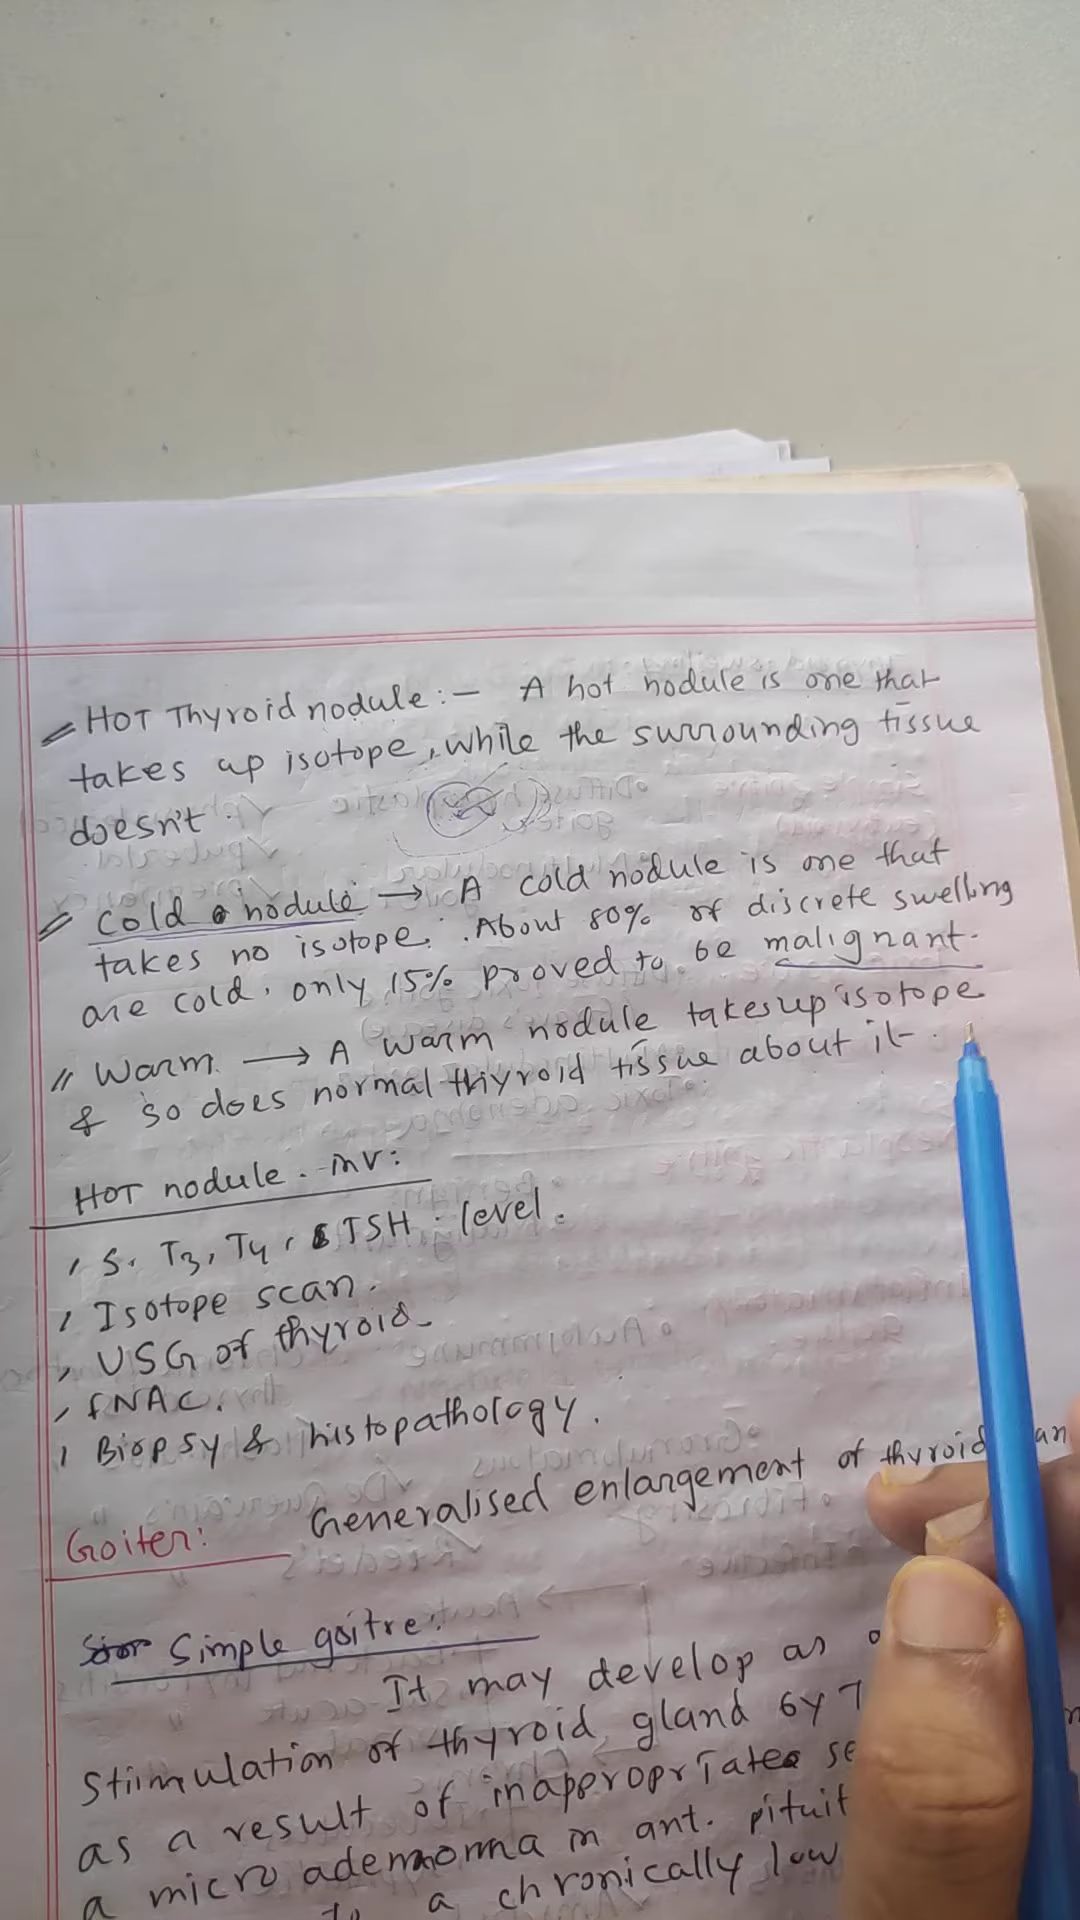 HOT Thyroid nodule:- A hot nodule is one that
takes up isotope, while the surrounding tissue
doesn't.
Cold nodule → A cold nodule is one that
takes no isotope. About 80% of discrete swelling
are cold. only 15% proved to be malignant.
Warm → A warm nodule takes up isotope
& so does normal thyroid tissue about it.
HOT nodule. inv:
S. T3, T4, TSH level.
Isotope scan.
USG of thyroid.
FNAC.
Biopsy & histopathology.
Goiter: Generalised enlargement of thyroid
Simple goitre:
It may develop as
Stimulation of thyroid gland by
as a result of inappropriate
a micro ademnoma in ant.
a chronically low